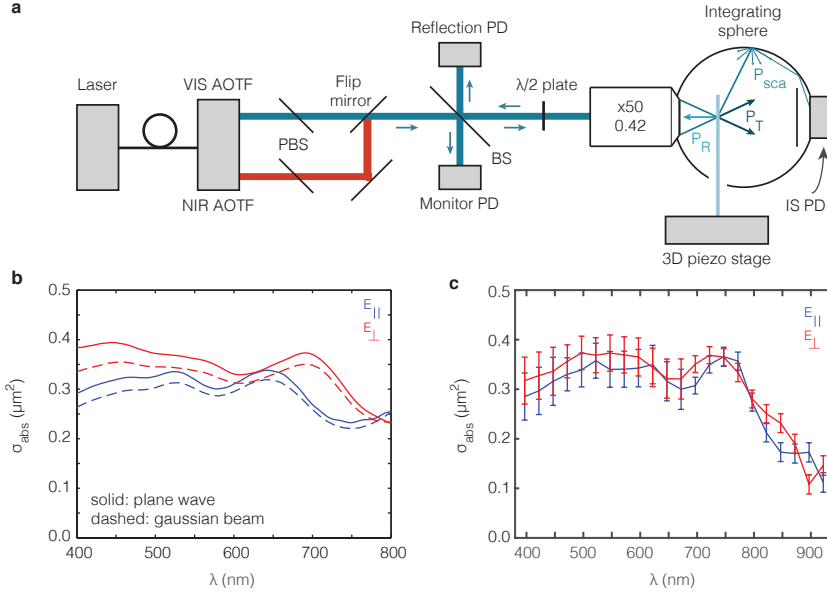 a
Integrating
sphere
Reflection PD
Laser
VIS AOTF
Flip
mirror
λ/2 plate
P_sca
x50
0.42
P_T
PBS
P_R
BS
NIR AOTF
Monitor PD
IS PD
3D piezo stage
b
0.5
0.4
0.3
0.2
0.1
0.0
σ_abs (μm²)
E_||
E_⊥
solid: plane wave
dashed: gaussian beam
400 500 600 700 800
λ (nm)
c
0.5
0.4
0.3
0.2
0.1
0.0
σ_abs (μm²)
E_||
E_⊥
400 500 600 700 800 900
λ (nm)